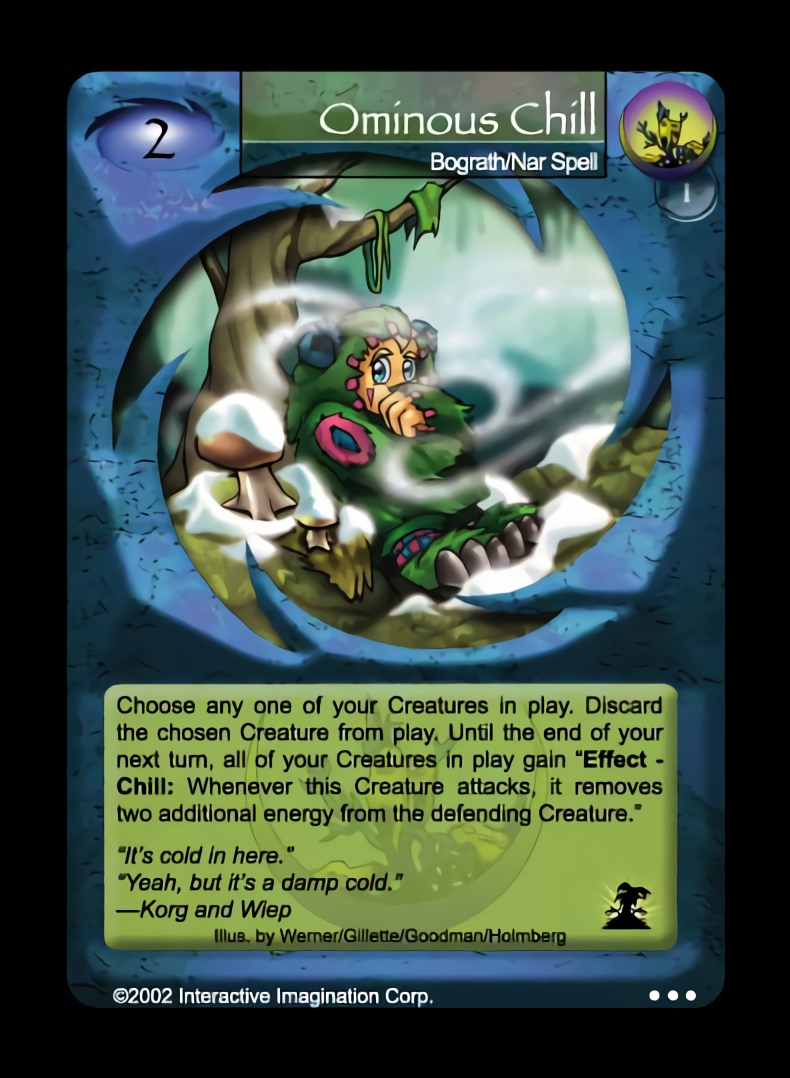 2
Ominous Chill
Bograth/Nar Spell
1
Choose any one of your Creatures in play. Discard
the chosen Creature from play. Until the end of your
next turn, all of your Creatures in play gain "Effect -
Chill: Whenever this Creature attacks, it removes
two additional energy from the defending Creature."
"It's cold in here."
"Yeah, but it's a damp cold."
—Korg and Wiep
Illus. by Werner/Gillette/Goodman/Holmberg
©2002 Interactive Imagination Corp.